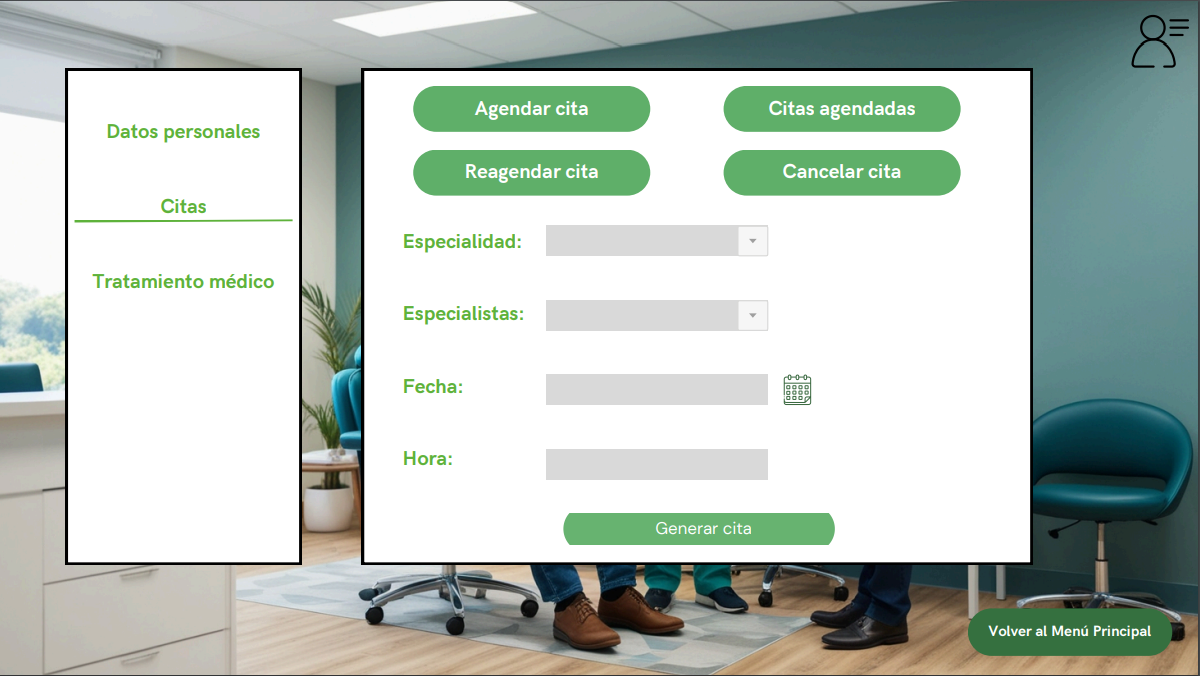 Datos personales
Citas
Tratamiento médico
Agendar cita
Citas agendadas
Reagendar cita
Cancelar cita
Especialidad:
Especialistas:
Fecha:
Hora:
Generar cita
Volver al Menú Principal